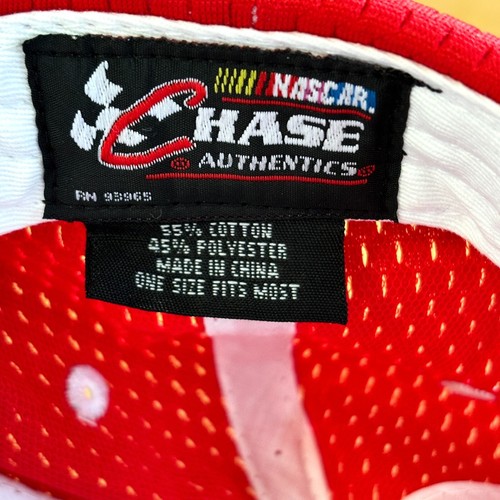 NASCAR.
CHASE
AUTHENTICS
RN 93965
55% COTTON
45% POLYESTER
MADE IN CHINA
ONE SIZE FITS MOST